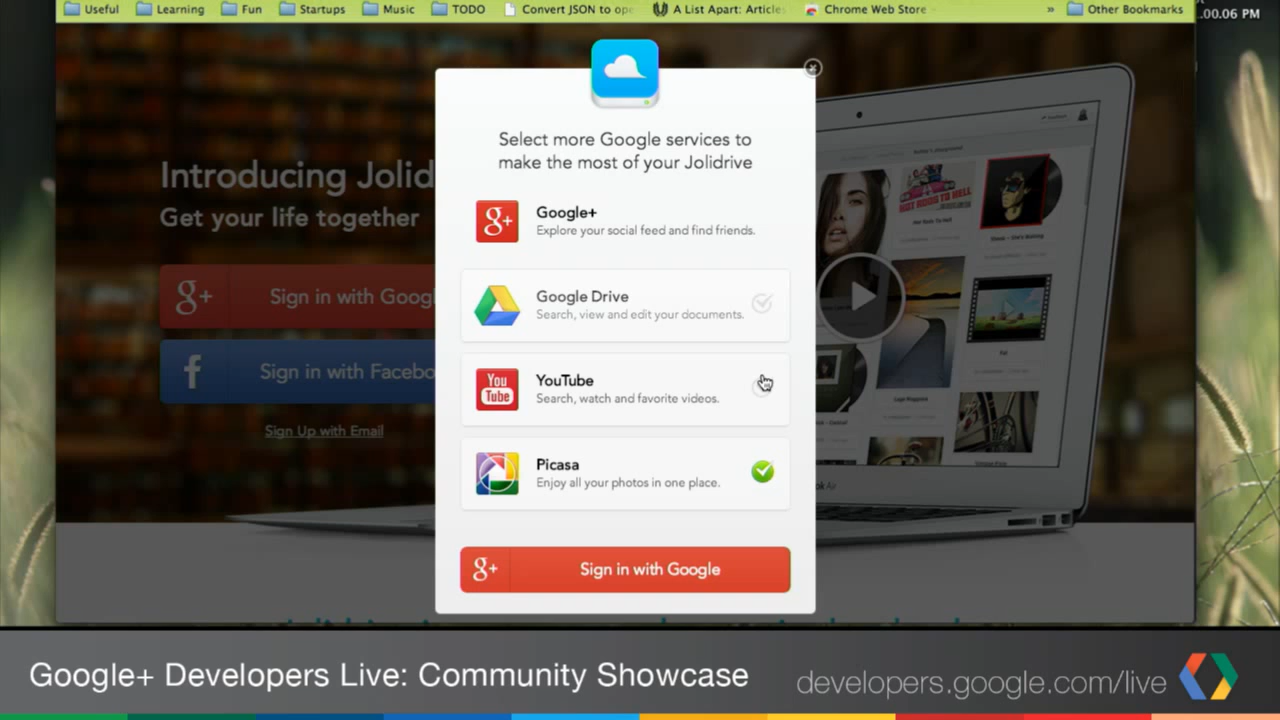 Useful
Learning
Fun
Startups
Music
TODO
Convert JSON to ope
A List Apart: Articles
Chrome Web Store
»
Other Bookmarks
.00.06 PM
Select more Google services to
make the most of your Jolidrive
Introducing Jolid
Get your life together
g+
Google+
Explore your social feed and find friends.
g+
Sign in with Goog
Google Drive
Search, view and edit your documents.
f
Sign in with Facebo
You
Tube
YouTube
Search, watch and favorite videos.
Sign Up with Email
Picasa
Enjoy all your photos in one place.
g+
Sign in with Google
Google+ Developers Live: Community Showcase
developers.google.com/live